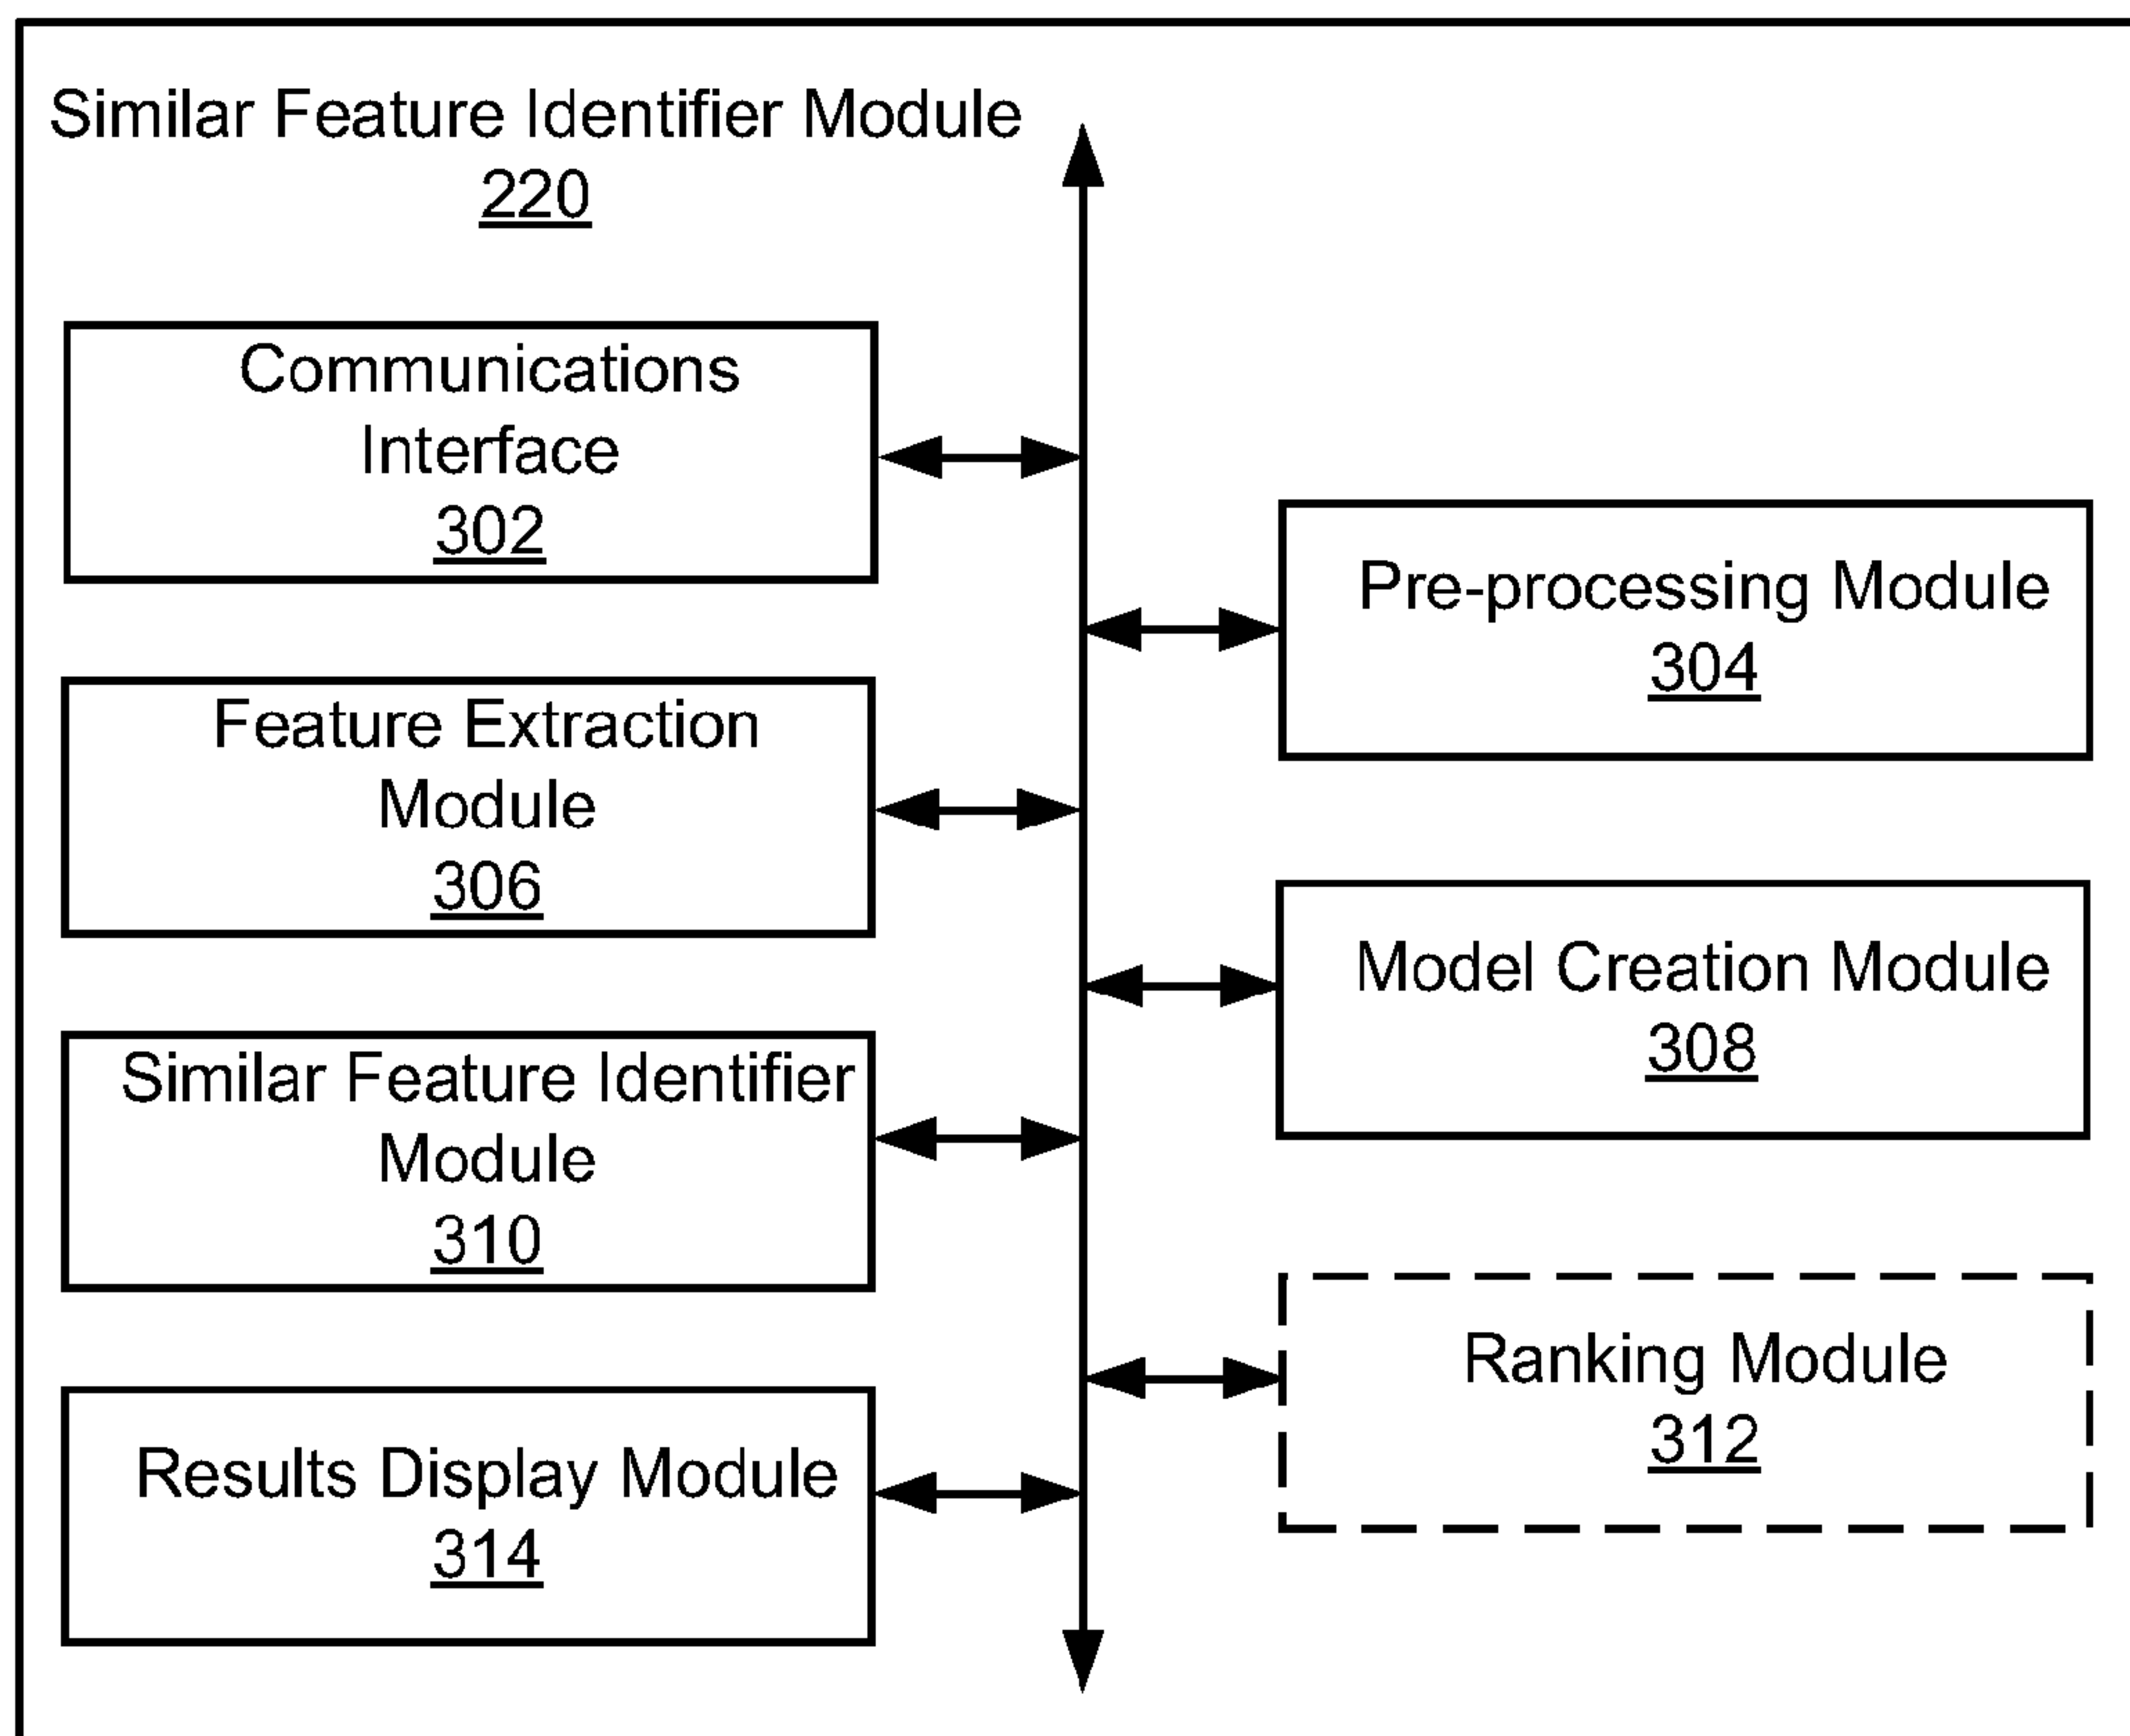 Similar Feature Identifier Module
220
Communications
Interface
302
Pre-processing Module
304
Feature Extraction
Module
306
Model Creation Module
308
Similar Feature Identifier
Module
310
Ranking Module
312
Results Display Module
314